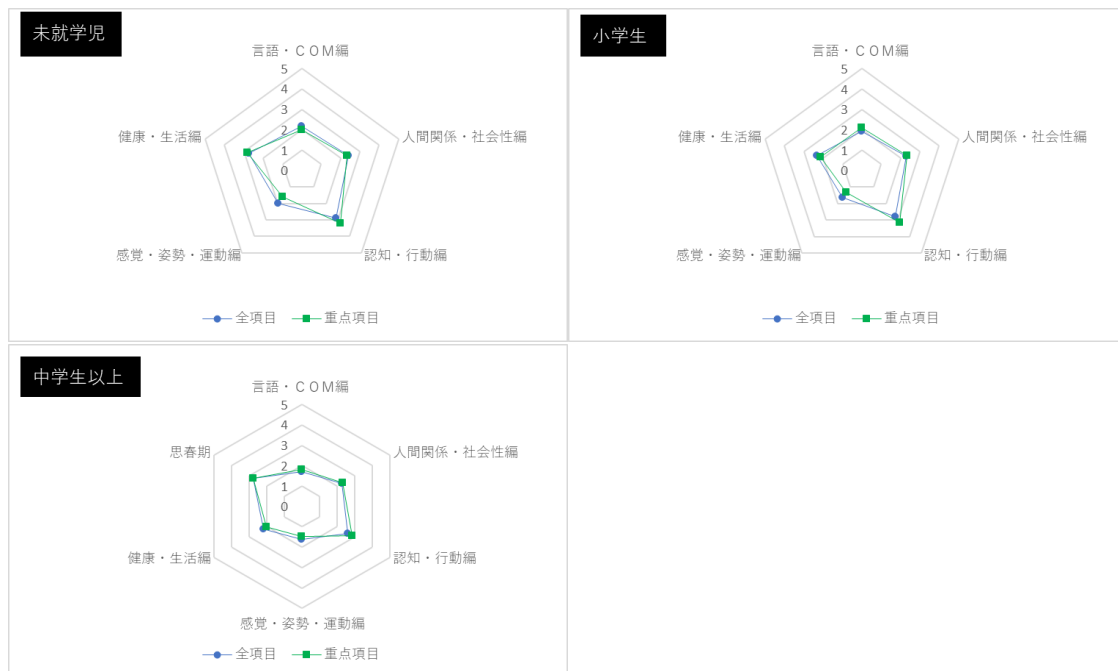 未就学児
言語・ＣＯＭ編
5
4
3
2
1
0
人間関係・社会性編
認知・行動編
感覚・姿勢・運動編
健康・生活編
全項目
重点項目
小学生
言語・ＣＯＭ編
5
4
3
2
1
0
人間関係・社会性編
認知・行動編
感覚・姿勢・運動編
健康・生活編
全項目
重点項目
中学生以上
言語・ＣＯＭ編
5
4
3
2
1
0
人間関係・社会性編
認知・行動編
感覚・姿勢・運動編
健康・生活編
思春期
全項目
重点項目